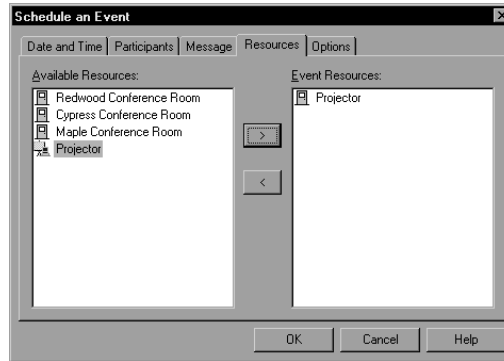 Schedule an Event
Date and Time Participants Message Resources Options
Available Resources:
Event Resources:
Redwood Conference Room
Cypress Conference Room
Maple Conference Room
Projector
>
<
Projector
OK Cancel Help